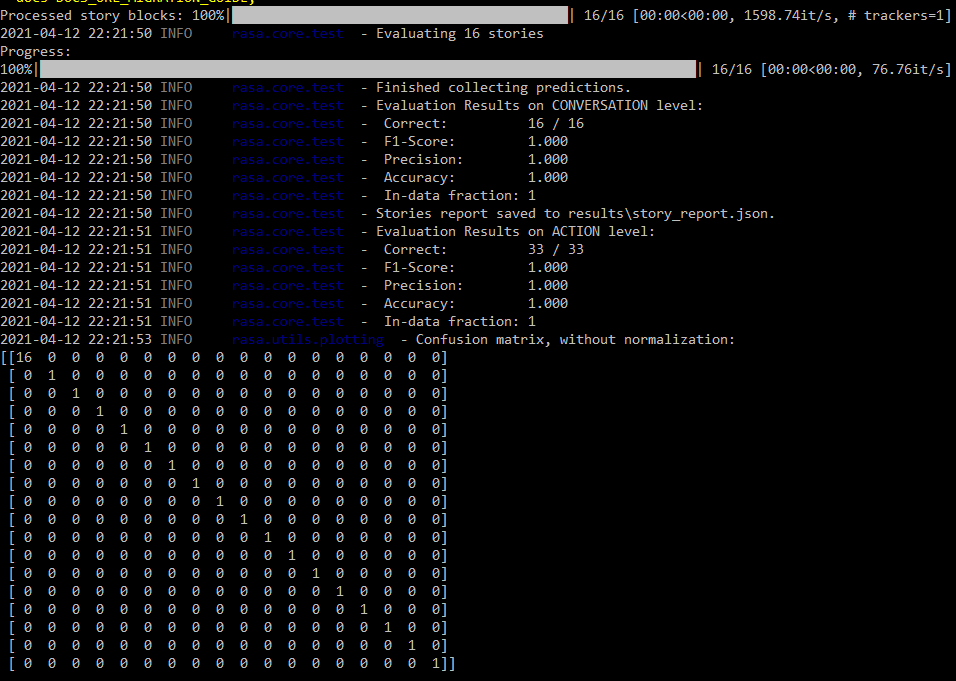 Processed story blocks: 100%| | 16/16 [00:00<00:00, 1598.74it/s, # trackers=1]
2021-04-12 22:21:50 INFO     rasa.core.test  - Evaluating 16 stories
Progress:
100%| | 16/16 [00:00<00:00, 76.76it/s]
2021-04-12 22:21:50 INFO     rasa.core.test  - Finished collecting predictions.
2021-04-12 22:21:50 INFO     rasa.core.test  - Evaluation Results on CONVERSATION level:
2021-04-12 22:21:50 INFO     rasa.core.test  -  Correct:          16 / 16
2021-04-12 22:21:50 INFO     rasa.core.test  -  F1-Score:         1.000
2021-04-12 22:21:50 INFO     rasa.core.test  -  Precision:        1.000
2021-04-12 22:21:50 INFO     rasa.core.test  -  Accuracy:         1.000
2021-04-12 22:21:50 INFO     rasa.core.test  -  In-data fraction: 1
2021-04-12 22:21:50 INFO     rasa.core.test  - Stories report saved to results\story_report.json.
2021-04-12 22:21:51 INFO     rasa.core.test  - Evaluation Results on ACTION level:
2021-04-12 22:21:51 INFO     rasa.core.test  -  Correct:          33 / 33
2021-04-12 22:21:51 INFO     rasa.core.test  -  F1-Score:         1.000
2021-04-12 22:21:51 INFO     rasa.core.test  -  Precision:        1.000
2021-04-12 22:21:51 INFO     rasa.core.test  -  Accuracy:         1.000
2021-04-12 22:21:51 INFO     rasa.core.test  -  In-data fraction: 1
2021-04-12 22:21:53 INFO     rasa.utils.plotting  - Confusion matrix, without normalization:
[[16  0  0  0  0  0  0  0  0  0  0  0  0  0  0  0  0  0]
 [ 0  1  0  0  0  0  0  0  0  0  0  0  0  0  0  0  0  0]
 [ 0  0  1  0  0  0  0  0  0  0  0  0  0  0  0  0  0  0]
 [ 0  0  0  1  0  0  0  0  0  0  0  0  0  0  0  0  0  0]
 [ 0  0  0  0  1  0  0  0  0  0  0  0  0  0  0  0  0  0]
 [ 0  0  0  0  0  1  0  0  0  0  0  0  0  0  0  0  0  0]
 [ 0  0  0  0  0  0  1  0  0  0  0  0  0  0  0  0  0  0]
 [ 0  0  0  0  0  0  0  1  0  0  0  0  0  0  0  0  0  0]
 [ 0  0  0  0  0  0  0  0  1  0  0  0  0  0  0  0  0  0]
 [ 0  0  0  0  0  0  0  0  0  1  0  0  0  0  0  0  0  0]
 [ 0  0  0  0  0  0  0  0  0  0  1  0  0  0  0  0  0  0]
 [ 0  0  0  0  0  0  0  0  0  0  0  1  0  0  0  0  0  0]
 [ 0  0  0  0  0  0  0  0  0  0  0  0  1  0  0  0  0  0]
 [ 0  0  0  0  0  0  0  0  0  0  0  0  0  1  0  0  0  0]
 [ 0  0  0  0  0  0  0  0  0  0  0  0  0  0  1  0  0  0]
 [ 0  0  0  0  0  0  0  0  0  0  0  0  0  0  0  1  0  0]
 [ 0  0  0  0  0  0  0  0  0  0  0  0  0  0  0  0  1  0]
 [ 0  0  0  0  0  0  0  0  0  0  0  0  0  0  0  0  0  1]]